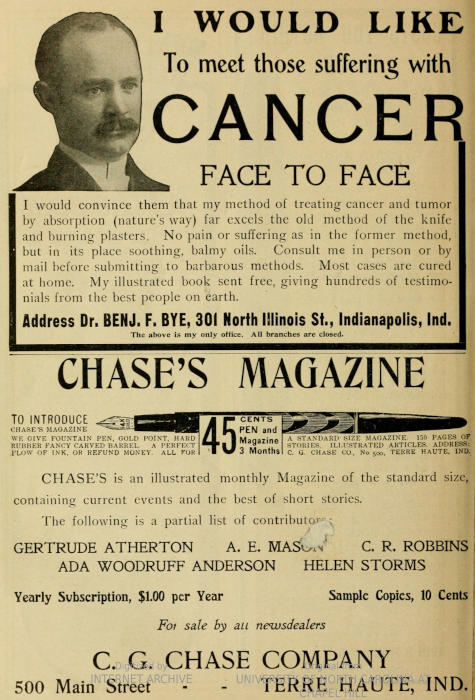 I WOULD LIKE
To meet those suffering with
CANCER
FACE TO FACE
I would convince them that my method of treating cancer and tumor
by absorption (nature's way) far excels the old method of the knife
and burning plasters. No pain or suffering as in the former method,
but in its place soothing, balmy oils. Consult me in person or by
mail before submitting to barbarous methods. Most cases are cured
at home. My illustrated book sent free, giving hundreds of testimo-
nials from the best people on earth.
Address Dr. BENJ. F. BYE, 301 North Illinois St., Indianapolis, Ind.
The above is my only office. All branches are closed.
CHASE'S MAGAZINE
TO INTRODUCE
CHASE'S MAGAZINE
WE GIVE FOUNTAIN PEN, GOLD POINT, HARD
RUBBER FANCY CARVED BARREL. A PERFECT
FLOW OF INK, OR REFUND MONEY. ALL FOR
45 CENTS
PEN and
Magazine
3 Months
A STANDARD SIZE MAGAZINE. 150 PAGES OF
STORIES. ILLUSTRATED ARTICLES. ADDRESS:
C. G. CHASE CO., No 500, TERRE HAUTE, IND.
CHASE'S is an illustrated monthly Magazine of the standard size,
containing current events and the best of short stories.
The following is a partial list of contributors
GERTRUDE ATHERTON A. E. MASON C. R. ROBBINS
ADA WOODRUFF ANDERSON HELEN STORMS
Yearly Subscription, $1.00 per Year Sample Copies, 10 Cents
For sale by all newsdealers
C. G. CHASE COMPANY
500 Main Street - - TERRE HAUTE, IND.
Digitized by
INTERNET ARCHIVE
UNIVERSITY OF NORTH CAROLINA AT
CHAPEL HILL